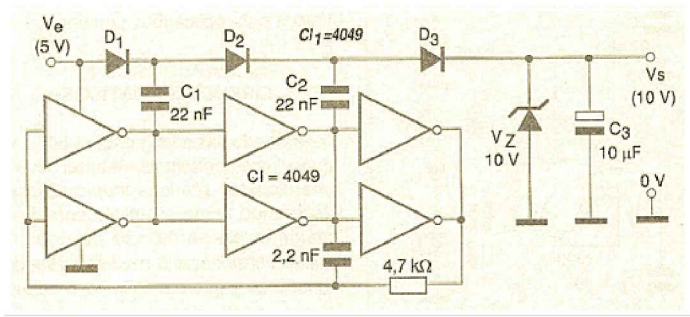 Ve
(5 V)
D1
D2
CI1=4049
D3
Vs
(10 V)
C1
22 nF
C2
22 nF
VZ
10 V
C3
10 µF
CI = 4049
0 V
2,2 nF
4,7 kΩ